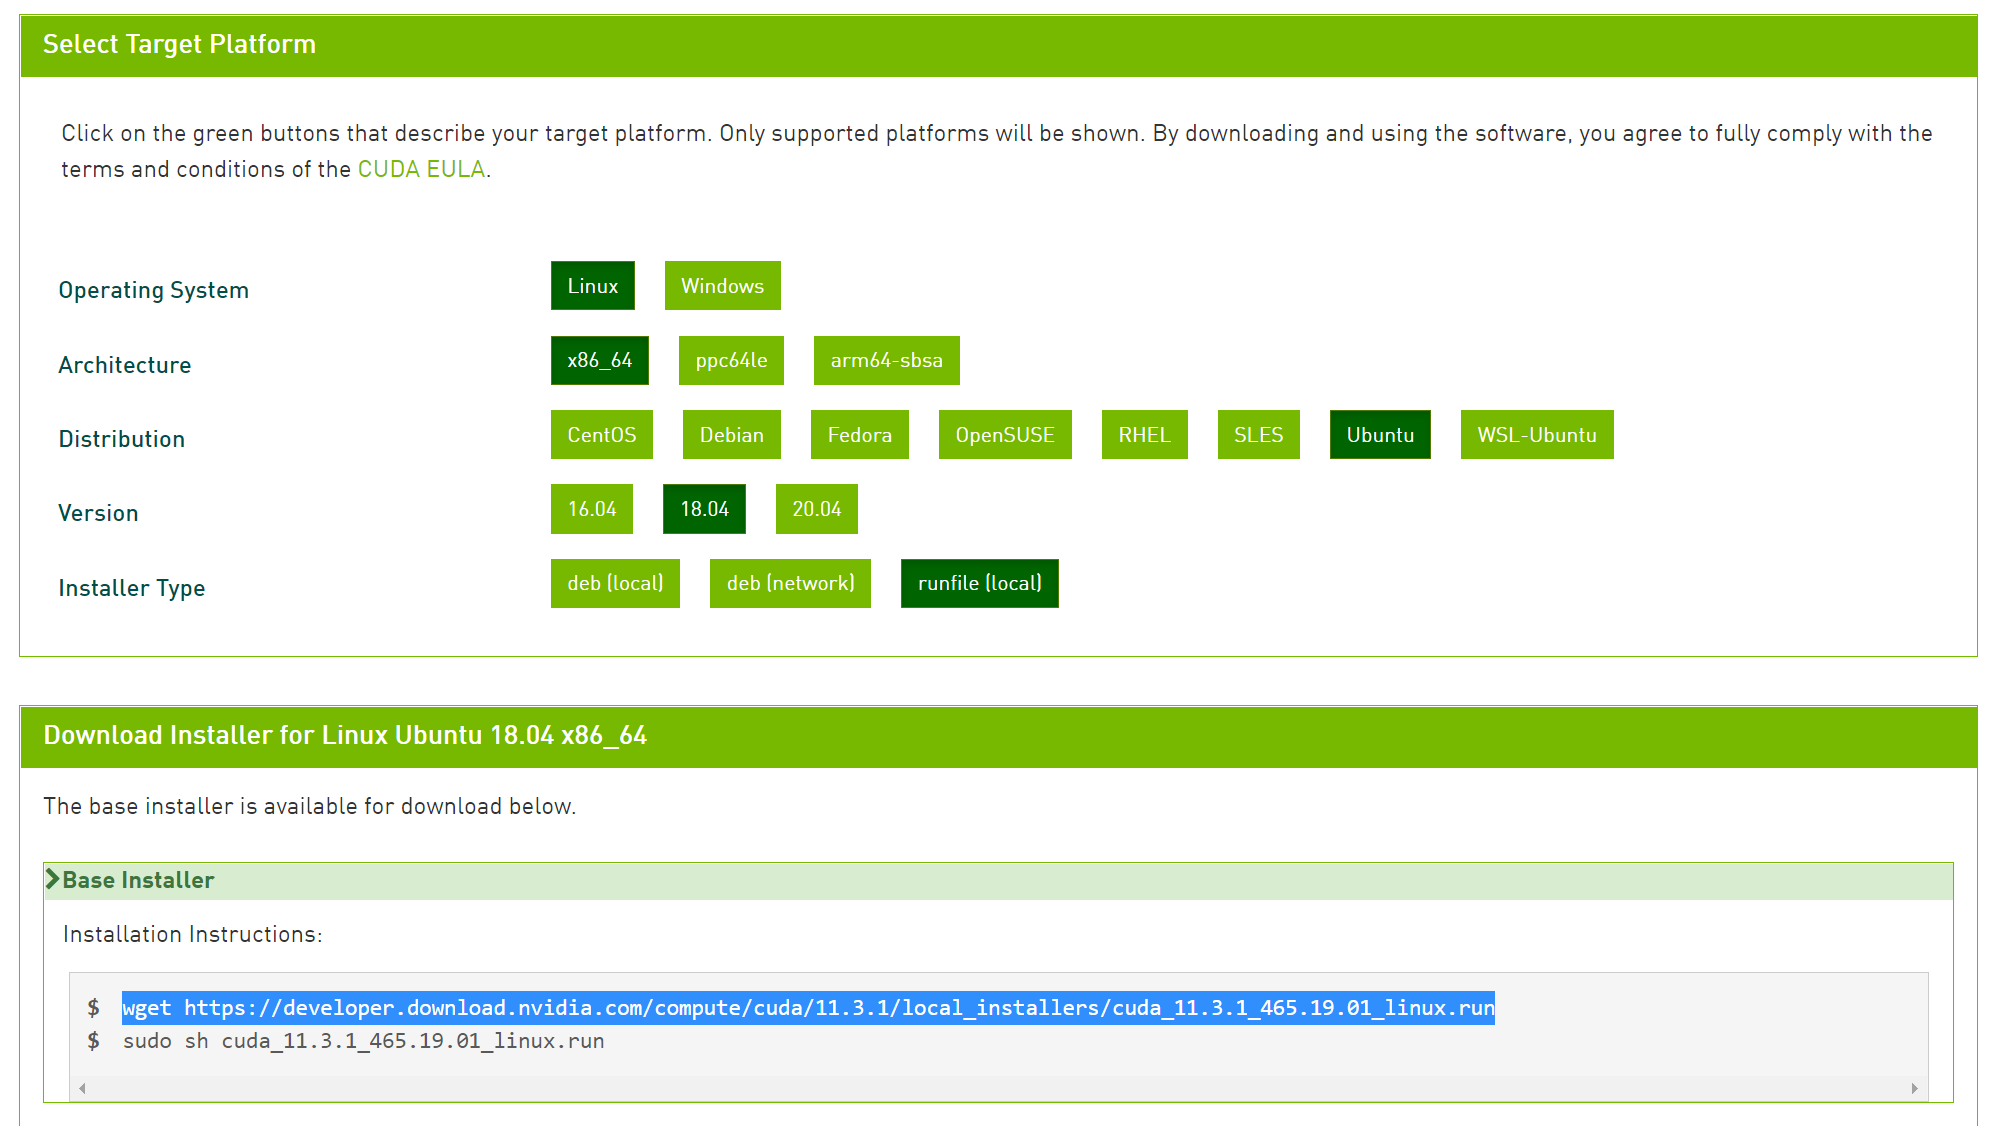 Select Target Platform
Click on the green buttons that describe your target platform. Only supported platforms will be shown. By downloading and using the software, you agree to fully comply with the
terms and conditions of the CUDA EULA.
Operating System Linux Windows
Architecture x86_64 ppc64le arm64-sbsa
Distribution CentOS Debian Fedora OpenSUSE RHEL SLES Ubuntu WSL-Ubuntu
Version 16.04 18.04 20.04
Installer Type deb (local) deb (network) runfile (local)
Download Installer for Linux Ubuntu 18.04 x86_64
The base installer is available for download below.
Base Installer
Installation Instructions:
$ wget https://developer.download.nvidia.com/compute/cuda/11.3.1/local_installers/cuda_11.3.1_465.19.01_linux.run
$ sudo sh cuda_11.3.1_465.19.01_linux.run